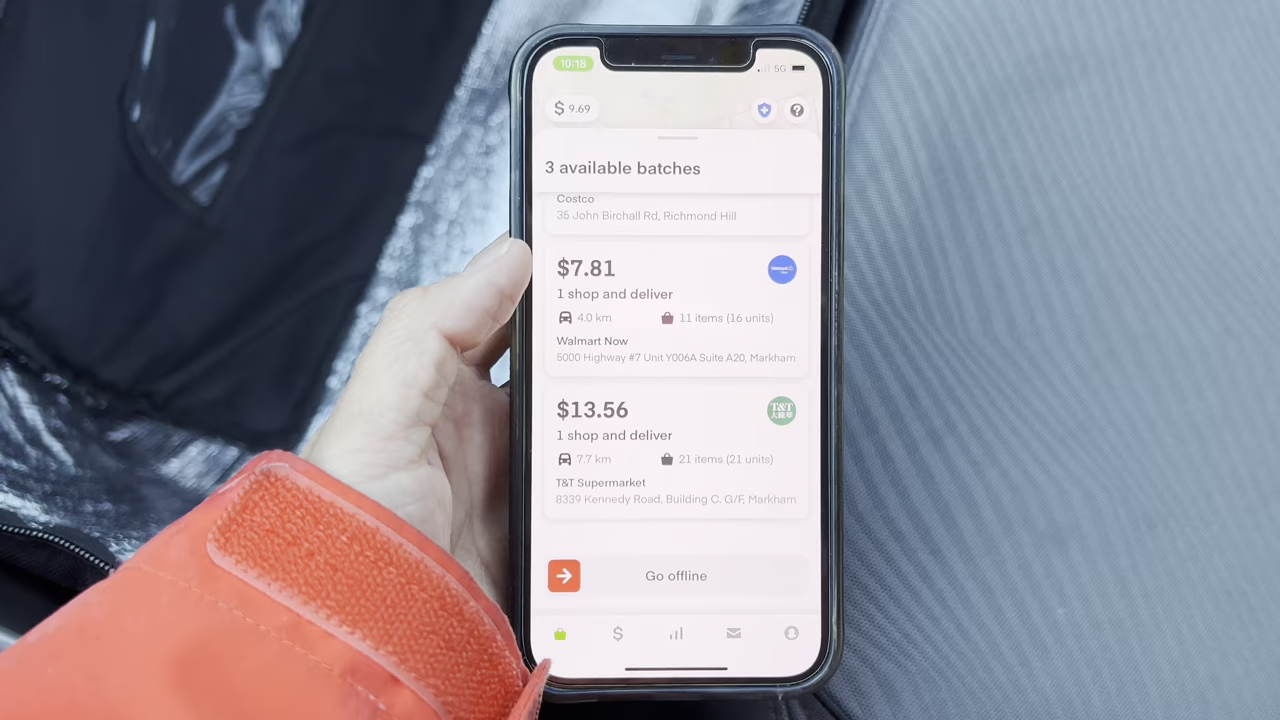 10:18
5G
$ 9.69
3 available batches
Costco
35 John Birchall Rd, Richmond Hill
$7.81
1 shop and deliver
4.0 km
11 items (16 units)
Walmart Now
5000 Highway #7 Unit Y006A Suite A20, Markham
$13.56
T&T
大統華
1 shop and deliver
7.7 km
21 items (21 units)
T&T Supermarket
8339 Kennedy Road, Building C. G/F, Markham
Go offline